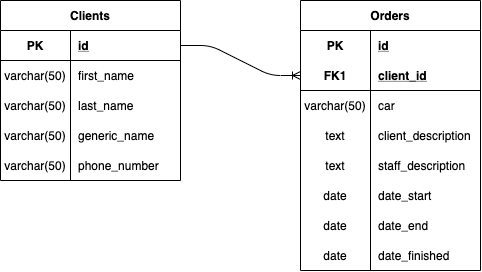 Clients
PK id
varchar(50) first_name
varchar(50) last_name
varchar(50) generic_name
varchar(50) phone_number
Orders
PK id
FK1 client_id
varchar(50) car
text client_description
text staff_description
date date_start
date date_end
date date_finished